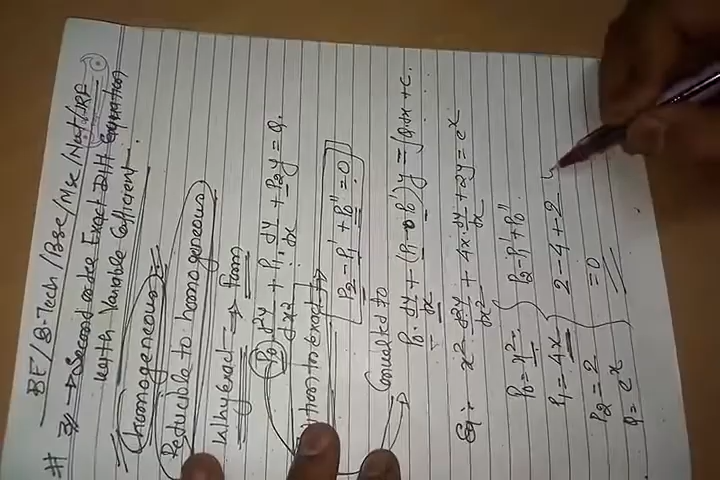 # BE/B-Tech/Bsc/Msc/Net/JRF
→ Second order Exact Diff Equation
with Variable Cofficient.
Homogeneous
Reducible to homogeneous
Why Exact → Form
P₀ d²y/dx² + P₁ dy/dx + P₂y = Q.
When to exact →
P₂ - P₁' + P₀'' = 0
Converted to
P₀ dy/dx + (P₁ - P₀')y = ∫Q dx + C.
Eq:- x² d²y/dx² + 4x dy/dx + 2y = eˣ
P₀ = x² P₂ - P₁' + P₀''
P₁ = 4x 2 - 4 + 2
P₂ = 2 = 0
Q = eˣ